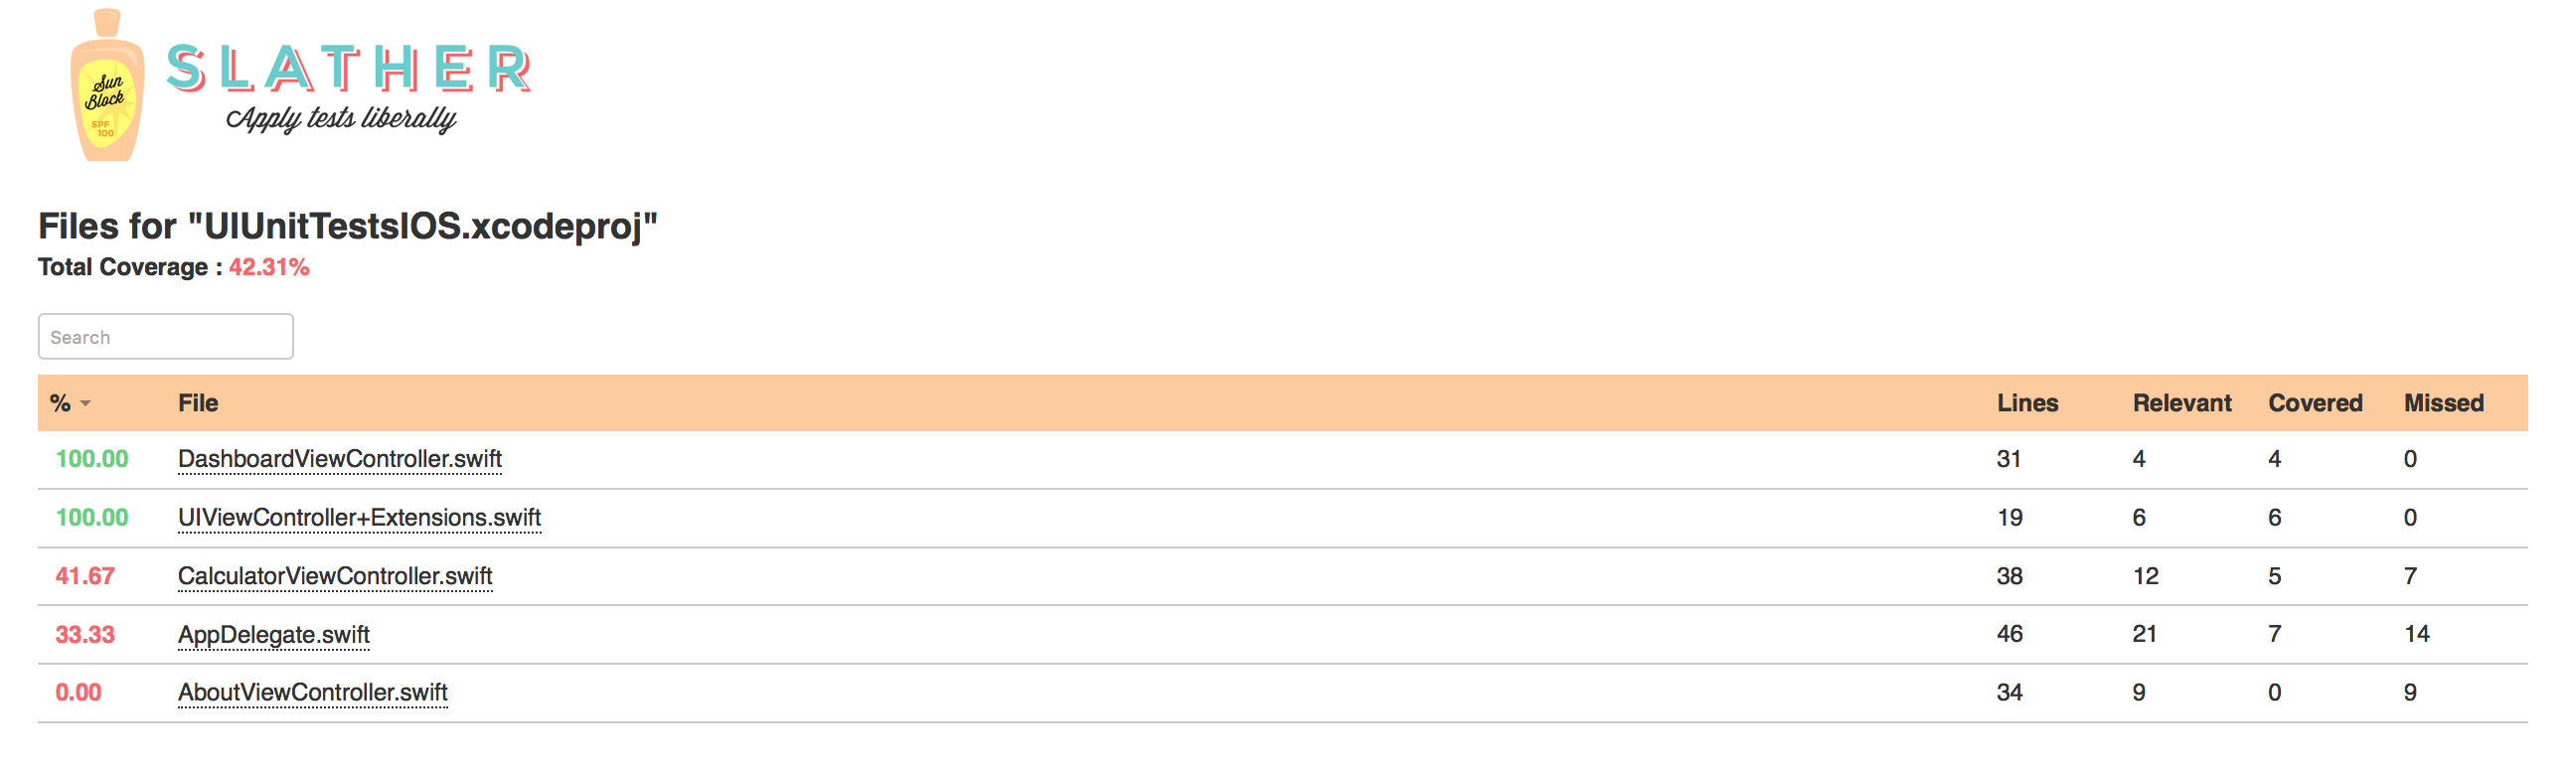 Sun
Block
SPF
100
SLATHER
Apply tests liberally
Files for "UIUnitTestsIOS.xcodeproj"
Total Coverage : 42.31%
Search
% File Lines Relevant Covered Missed
100.00 DashboardViewController.swift 31 4 4 0
100.00 UIViewController+Extensions.swift 19 6 6 0
41.67 CalculatorViewController.swift 38 12 5 7
33.33 AppDelegate.swift 46 21 7 14
0.00 AboutViewController.swift 34 9 0 9